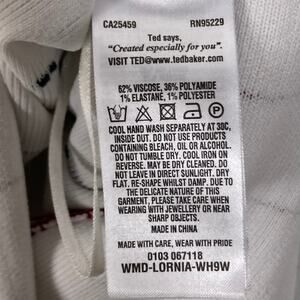 CA25459 RN95229
Ted says,
"Created especially for you".
VISIT TED@www.tedbaker.com
62% VISCOSE, 36% POLYAMIDE
1% ELASTANE, 1% POLYESTER
COOL HAND WASH SEPARATELY AT 30C,
INSIDE OUT. DO NOT USE PRODUCTS
CONTAINING BLEACH, OIL OR ALCOHOL.
DO NOT TUMBLE DRY. COOL IRON ON
REVERSE. MAY BE DRY CLEANED. DO
NOT LEAVE IN DIRECT SUNLIGHT. DRY
FLAT. RE-SHAPE WHILST DAMP. DUE TO
THE DELICATE NATURE OF THIS
GARMENT, PLEASE TAKE CARE WHEN
WEARING WITH JEWELLERY OR NEAR
SHARP OBJECTS.
MADE IN CHINA
MADE WITH CARE, WEAR WITH PRIDE
0103 067118
WMD-LORNIA-WH9W